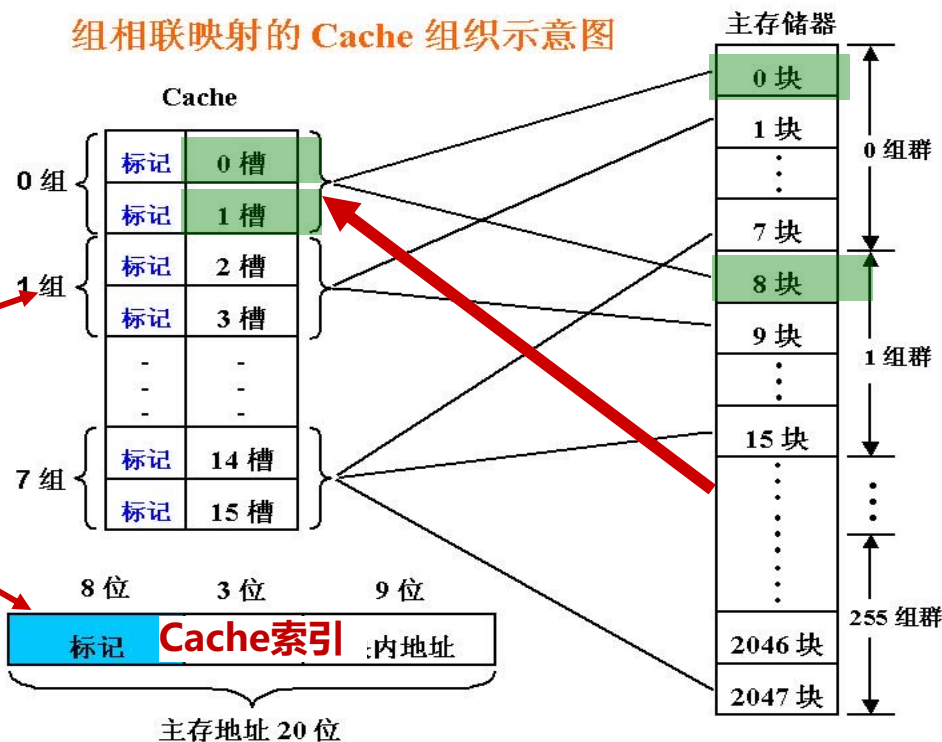 组相联映射的 Cache 组织示意图
主存储器
Cache
0 组
标记 0 槽
标记 1 槽
1 组
标记 2 槽
标记 3 槽
- -
- -
- -
7 组
标记 14 槽
标记 15 槽
0 块
1 块
⋮
7 块
8 块
9 块
⋮
15 块
⋮
2046 块
2047 块
0 组群
1 组群
⋮
255 组群
8 位 3 位 9 位
标记 Cache索引 内地址
主存地址 20 位